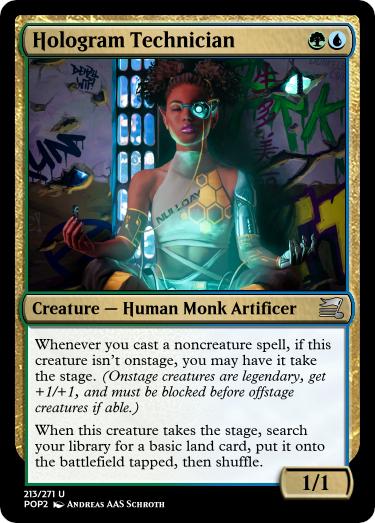 Hologram Technician
NULLDAY
Creature — Human Monk Artificer
Whenever you cast a noncreature spell, if this
creature isn't onstage, you may have it take
the stage. (Onstage creatures are legendary, get
+1/+1, and must be blocked before offstage
creatures if able.)
When this creature takes the stage, search
your library for a basic land card, put it onto
the battlefield tapped, then shuffle.
1/1
213/271 U
POP2 Andreas AAS Schroth